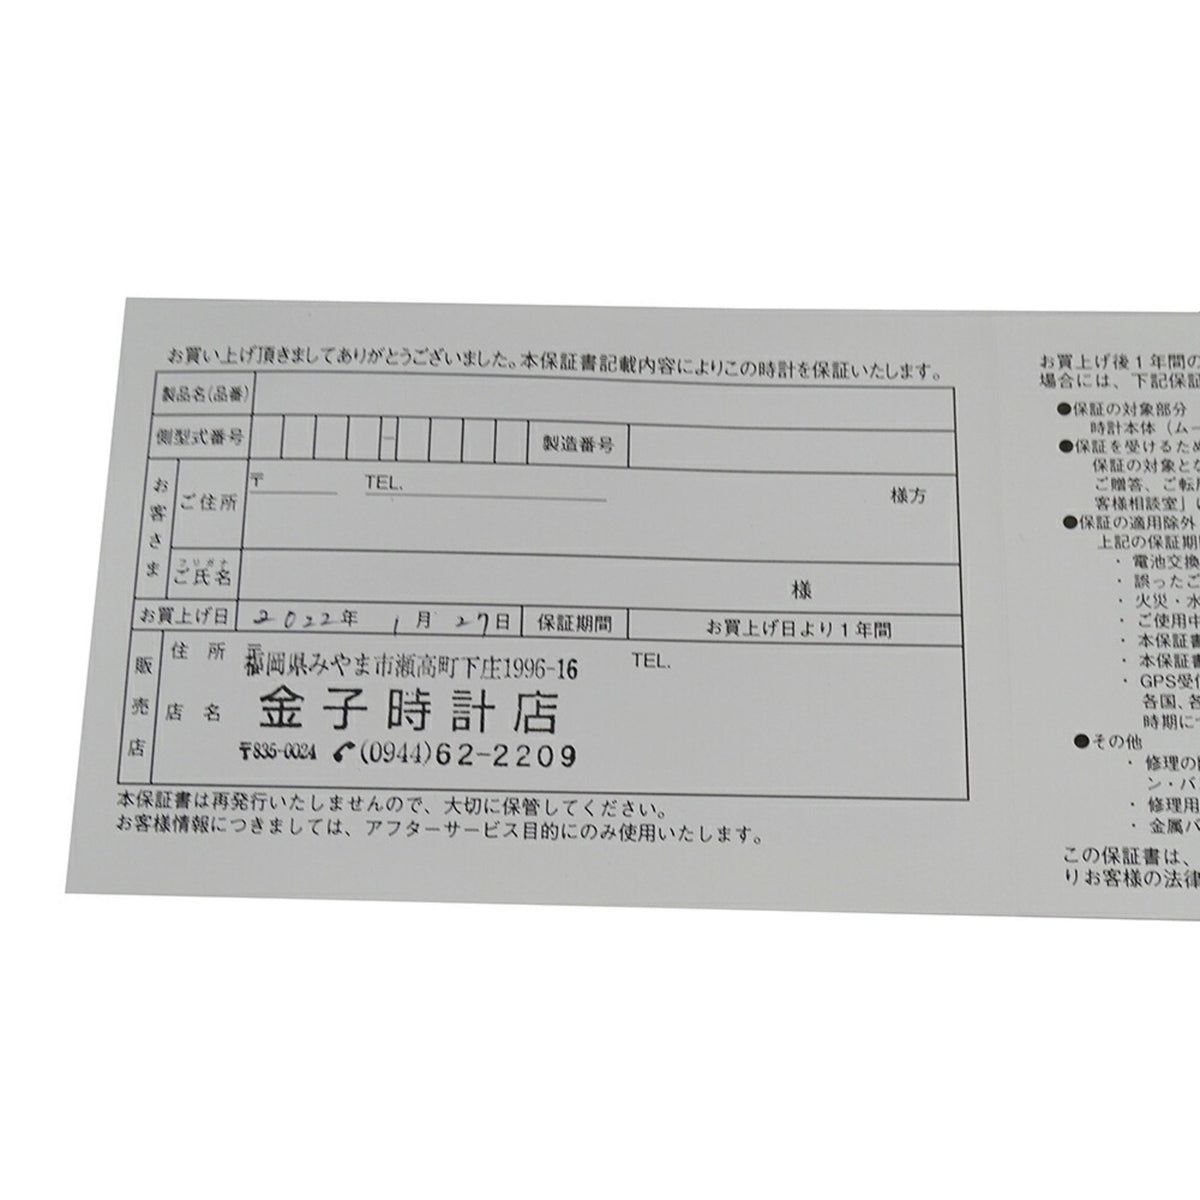 お買い上げ頂きましてありがとうございました。本保証書記載内容によりこの時計を保証いたします。
製品名(品番)
側型式番号 - 製造番号
お客さま
ご住所 〒 TEL. 様方
フリガナ
ご氏名 様
お買上げ日 2022年 1月 27日 保証期間 お買上げ日より1年間
販売店
住所 〒 TEL.
福岡県みやま市瀬高町下庄1996-16
店名 金子時計店
〒835-0024 (0944)62-2209
本保証書は再発行いたしませんので、大切に保管してください。
お客様情報につきましては、アフターサービス目的にのみ使用いたします。
お買上げ後1年間の
場合には、下記保証
●保証の対象部分
時計本体(ムー
●保証を受けるため
保証の対象とな
ご贈答、ご転
客様相談室」
●保証の適用除外
上記の保証期
・電池交換
・誤ったご
・火災・水
・ご使用中
・本保証書
・本保証書
・GPS受信
各国、各
時期に
●その他
・修理の
ン・バ
・修理用
・金属バ
この保証書は、
りお客様の法律